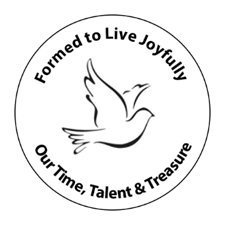 Formed to Live Joyfully
Our Time, Talent & Treasure